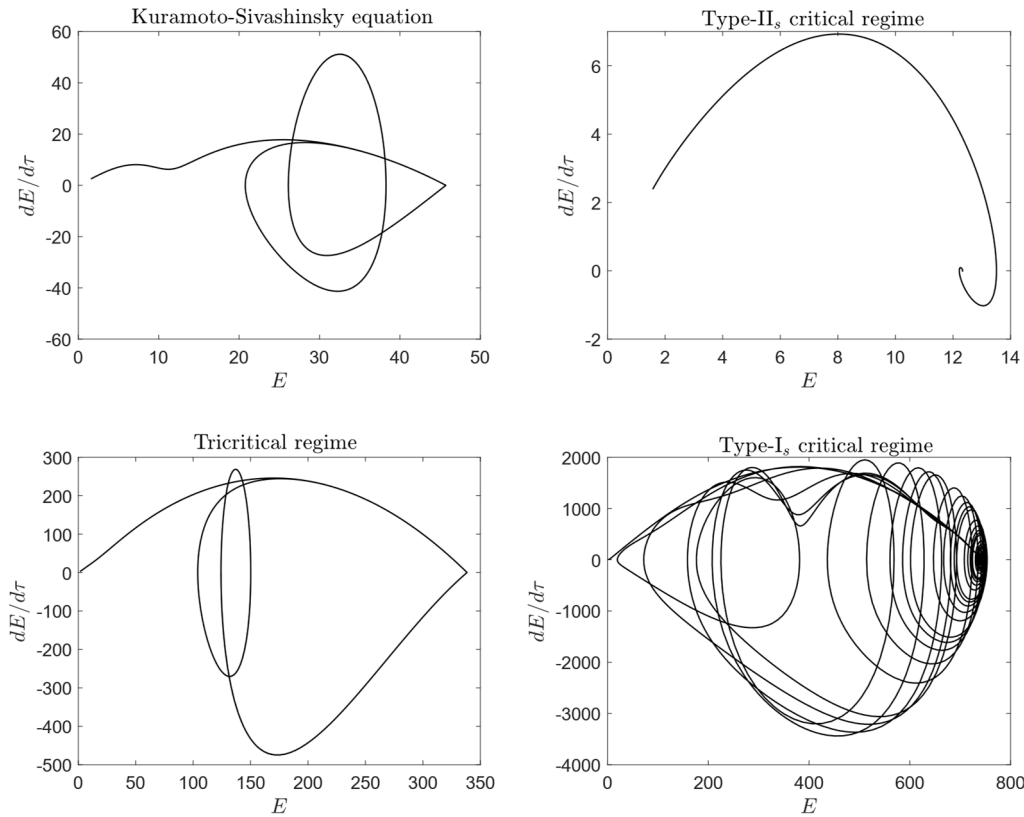 Kuramoto-Sivashinsky equation
60
40
20
0
-20
-40
-60
dE/dτ
0 10 20 30 40 50
E
Type-IIₛ critical regime
6
4
2
0
-2
dE/dτ
0 2 4 6 8 10 12 14
E
Tricritical regime
300
200
100
0
-100
-200
-300
-400
-500
dE/dτ
0 50 100 150 200 250 300 350
E
Type-Iₛ critical regime
2000
1000
0
-1000
-2000
-3000
-4000
dE/dτ
0 200 400 600 800
E